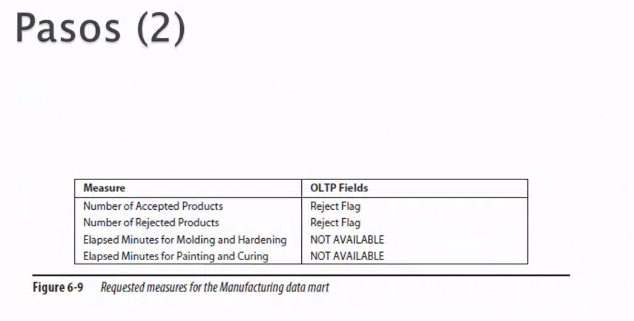 Pasos (2)
Measure OLTP Fields
Number of Accepted Products Reject Flag
Number of Rejected Products Reject Flag
Elapsed Minutes for Molding and Hardening NOT AVAILABLE
Elapsed Minutes for Painting and Curing NOT AVAILABLE
Figure 6-9 Requested measures for the Manufacturing data mart